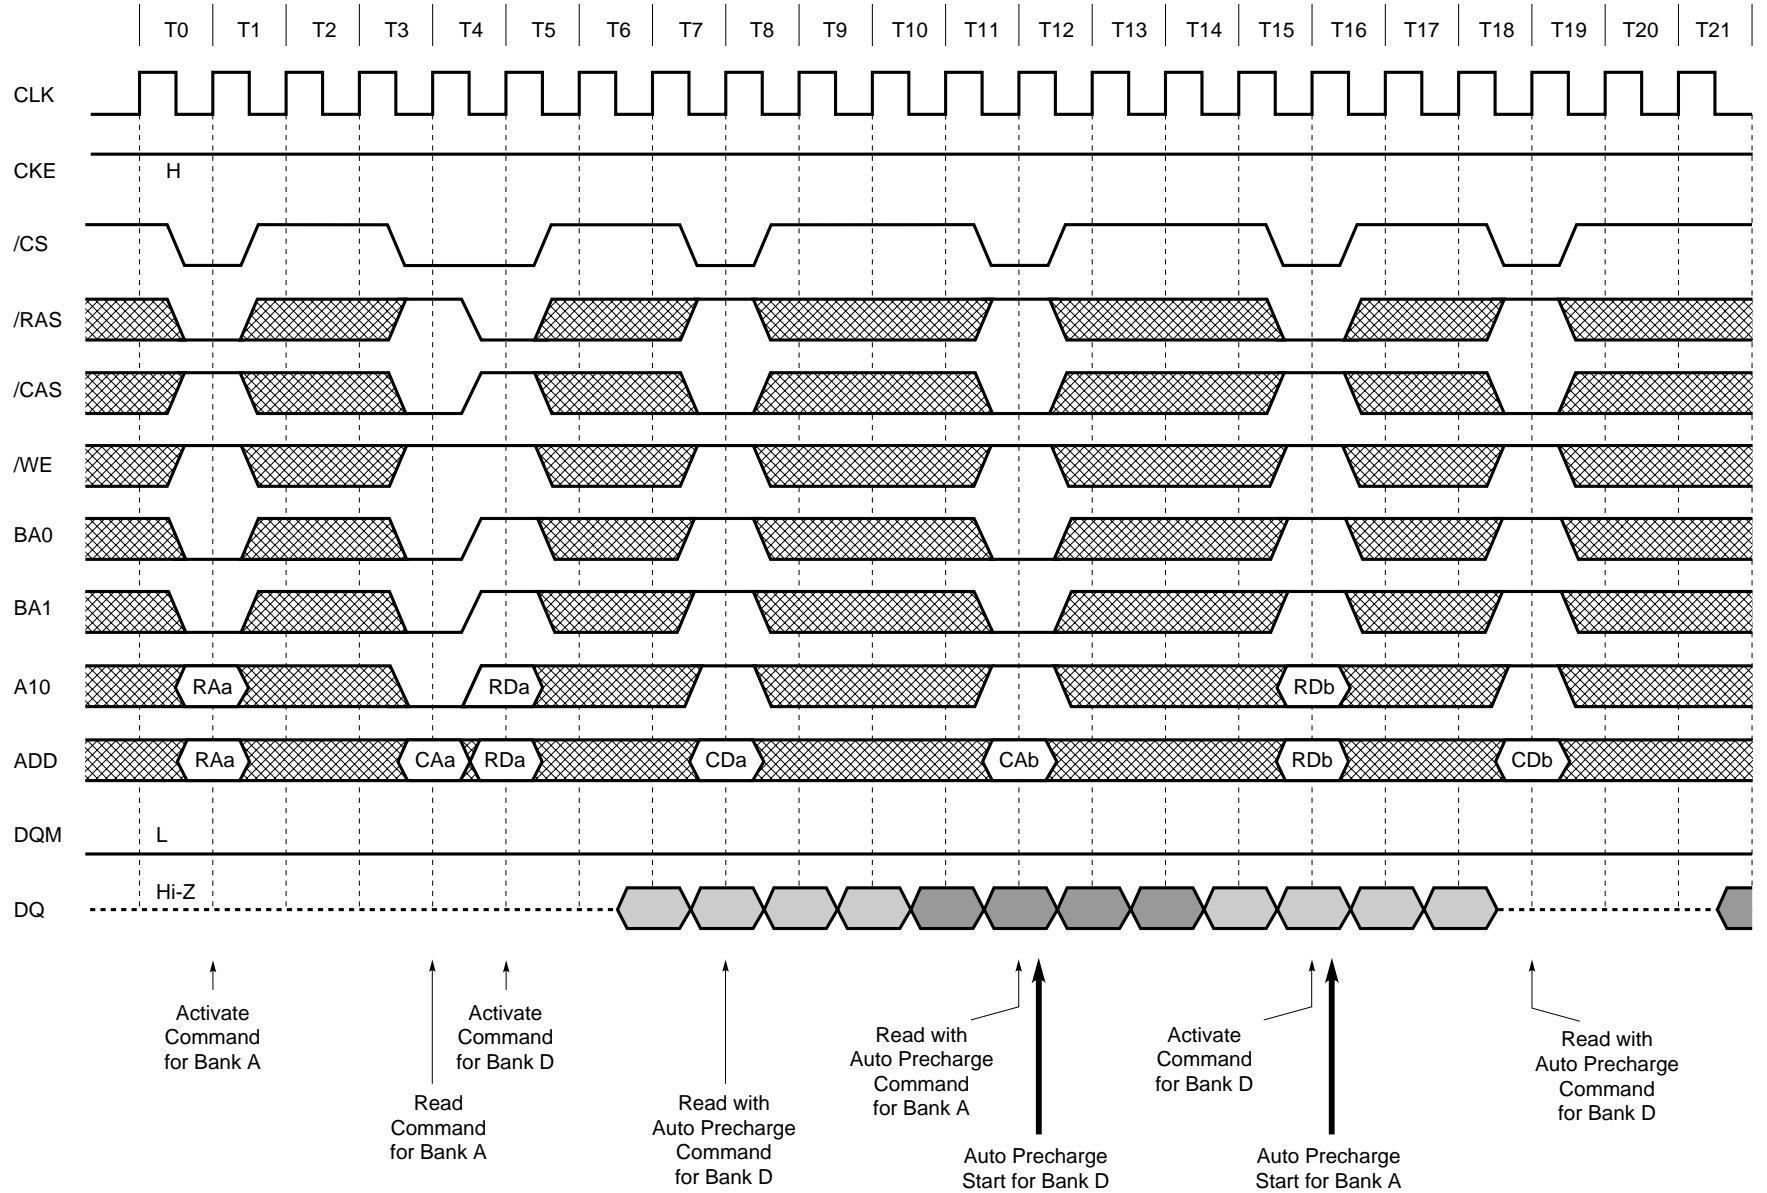 T0 T1 T2 T3 T4 T5 T6 T7 T8 T9 T10 T11 T12 T13 T14 T15 T16 T17 T18 T19 T20 T21
CLK
CKE H
/CS
/RAS
/CAS
/WE
BA0
BA1
A10 RAa RDa RDb
ADD RAa CAa RDa CDa CAb RDb CDb
DQM L
DQ Hi-Z
Activate
Command
for Bank A
Read
Command
for Bank A
Activate
Command
for Bank D
Read with
Auto Precharge
Command
for Bank D
Read with
Auto Precharge
Command
for Bank A
Auto Precharge
Start for Bank D
Activate
Command
for Bank D
Auto Precharge
Start for Bank A
Read with
Auto Precharge
Command
for Bank D